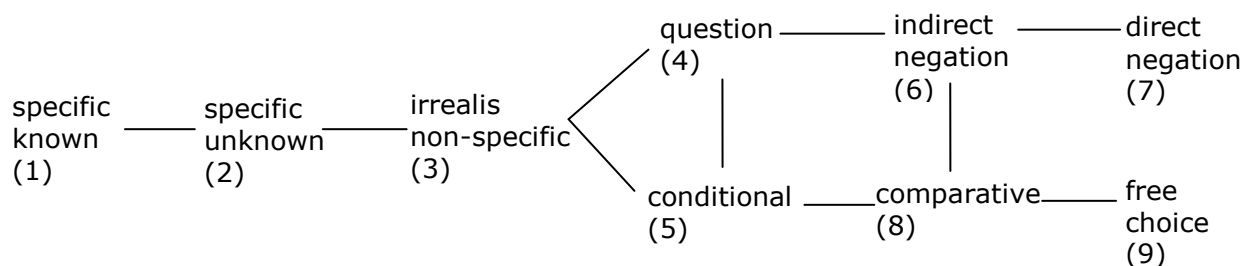 specific
known
(1)
specific
unknown
(2)
irrealis
non-specific
(3)
question
(4)
conditional
(5)
indirect
negation
(6)
comparative
(8)
direct
negation
(7)
free
choice
(9)